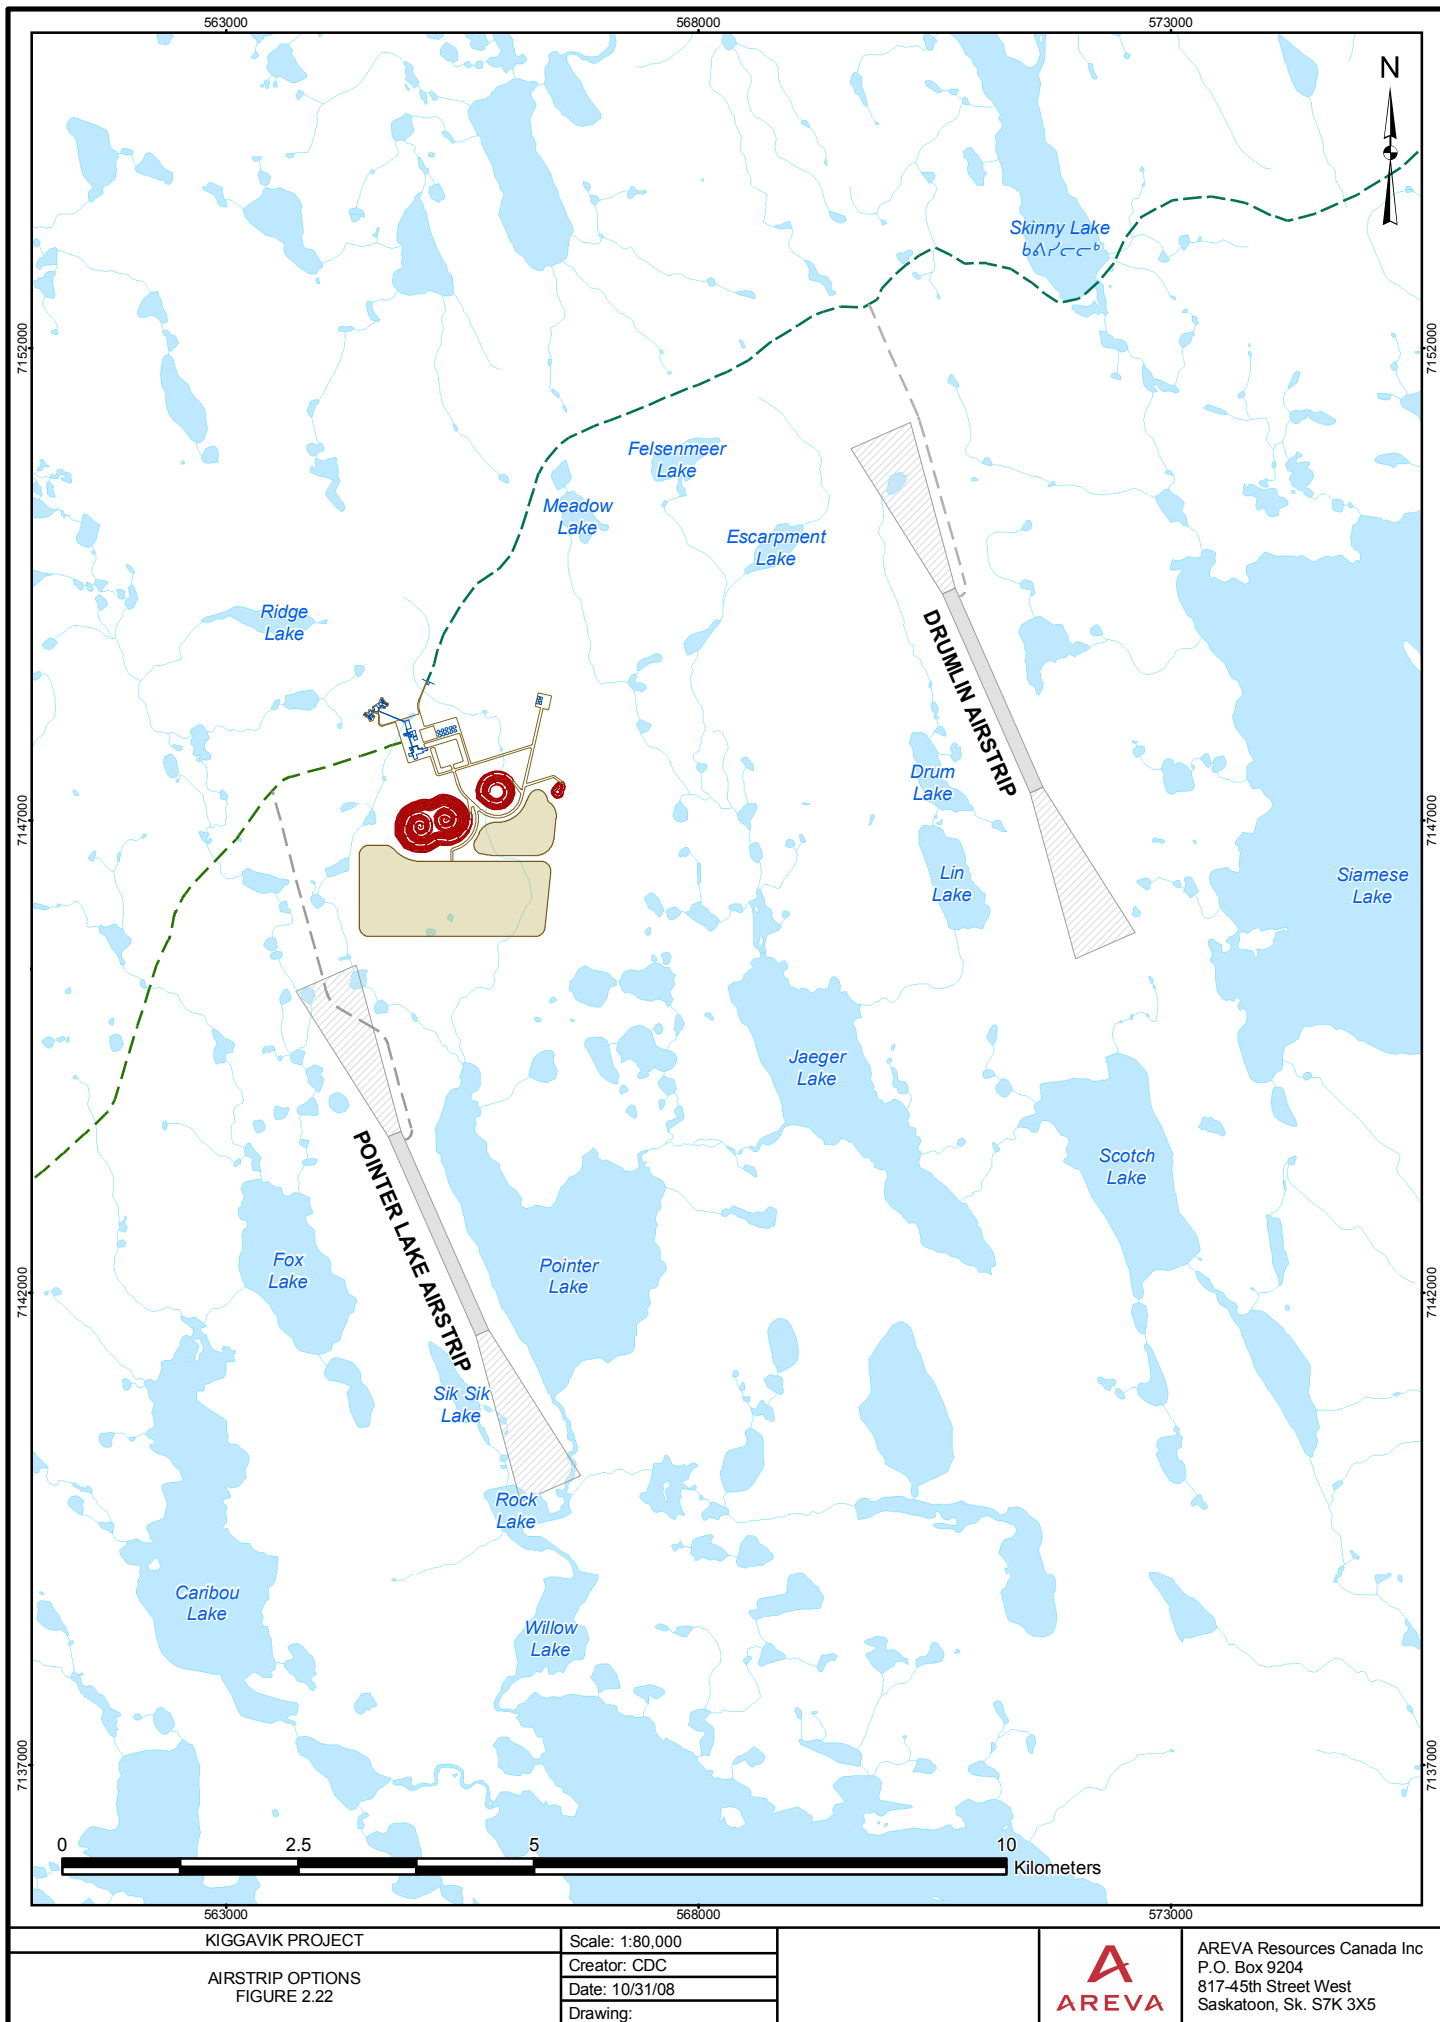 563000
568000
573000
N
Skinny Lake
ᑲᐱᓯᓕᓕᒃ
7152000
7152000
Felsenmeer
Lake
Meadow
Lake
Escarpment
Lake
Ridge
Lake
DRUMLIN AIRSTRIP
Drum
Lake
7147000
7147000
Lin
Lake
Siamese
Lake
Jaeger
Lake
POINTER LAKE AIRSTRIP
Scotch
Lake
Fox
Lake
Pointer
Lake
7142000
7142000
Sik Sik
Lake
Rock
Lake
Caribou
Lake
Willow
Lake
7137000
7137000
0
2.5
5
10
Kilometers
563000
568000
573000
KIGGAVIK PROJECT
AIRSTRIP OPTIONS
FIGURE 2.22
Scale: 1:80,000
Creator: CDC
Date: 10/31/08
Drawing:
AREVA
AREVA Resources Canada Inc
P.O. Box 9204
817-45th Street West
Saskatoon, Sk. S7K 3X5